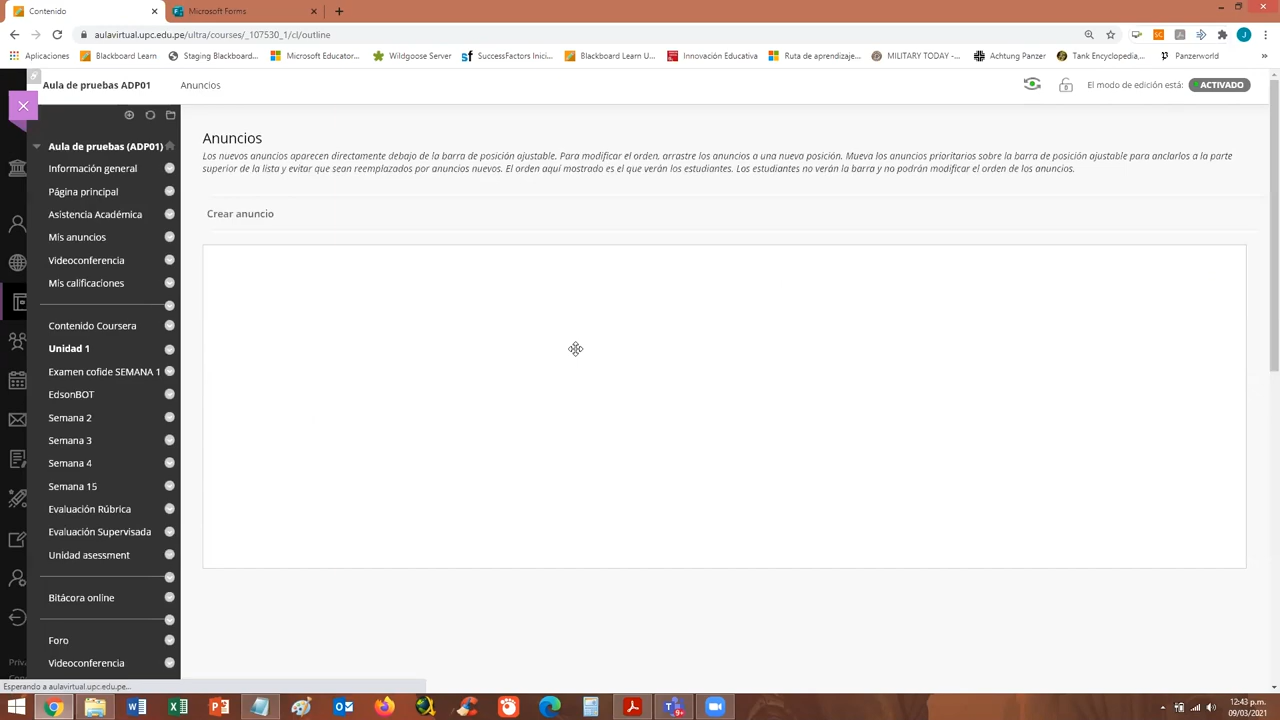 Contenido
Microsoft Forms
aulavirtual.upc.edu.pe/ultra/courses/_107530_1/cl/outline
J
Aplicaciones
Blackboard Learn
Staging Blackboard...
Microsoft Educator...
Wildgoose Server
SuccessFactors Inici...
Blackboard Learn U...
Innovación Educativa
Ruta de aprendizaje...
MILITARY TODAY -...
Achtung Panzer
Tank Encyclopedia,...
Panzerworld
»
Aula de pruebas ADP01
Anuncios
El modo de edición está:
ACTIVADO
Aula de pruebas (ADP01)
Información general
Página principal
Asistencia Académica
Mis anuncios
Videoconferencia
Mis calificaciones
Contenido Coursera
Unidad 1
Examen cofide SEMANA 1
EdsonBOT
Semana 2
Semana 3
Semana 4
Semana 15
Evaluación Rúbrica
Evaluación Supervisada
Unidad asessment
Bitácora online
Foro
Videoconferencia
Anuncios
Los nuevos anuncios aparecen directamente debajo de la barra de posición ajustable. Para modificar el orden, arrastre los anuncios a una nueva posición. Mueva los anuncios prioritarios sobre la barra de posición ajustable para anclarlos a la parte
superior de la lista y evitar que sean reemplazados por anuncios nuevos. El orden aquí mostrado es el que verán los estudiantes. Los estudiantes no verán la barra y no podrán modificar el orden de los anuncios.
Crear anuncio
Priva
Esperando a aulavirtual.upc.edu.pe...
9+
12:43 p.m.
09/03/2021